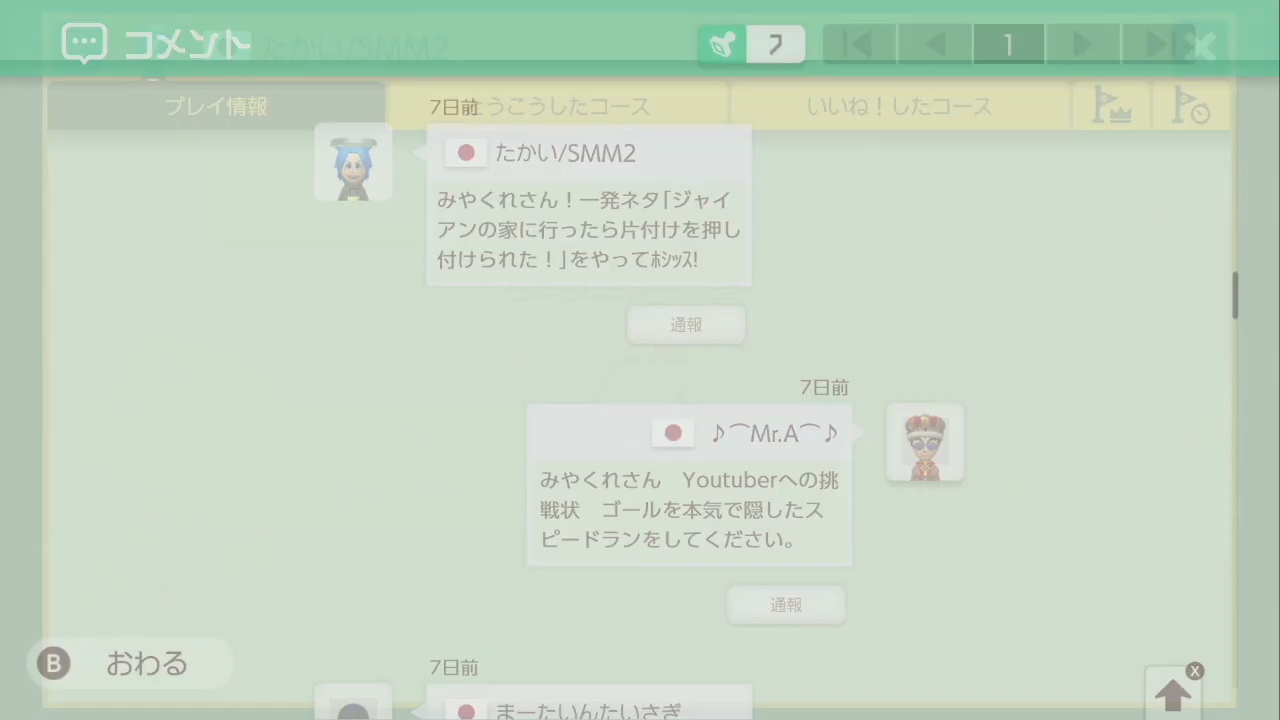 コメント
たかい/SMM2
7
1
プレイ情報
とうこうしたコース
いいね！したコース
7日前
たかい/SMM2
みやくれさん！一発ネタ「ジャイ
アンの家に行ったら片付けを押し
付けられた！」をやってﾎｼｯｽ!
通報
7日前
♪⌒Mr.A⌒♪
みやくれさん　Youtuberへの挑
戦状　ゴールを本気で隠したス
ピードランをしてください。
通報
7日前
まーたいんたいさぎ
B おわる
X